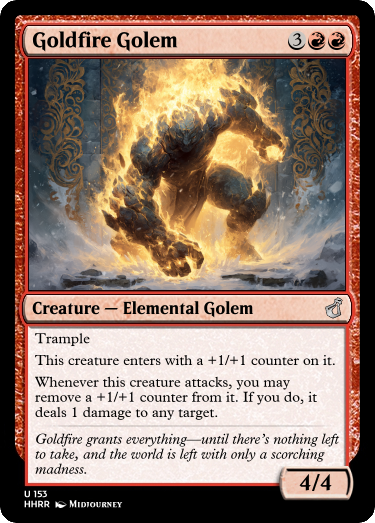 Goldfire Golem 3
Creature — Elemental Golem
Trample
This creature enters with a +1/+1 counter on it.
Whenever this creature attacks, you may
remove a +1/+1 counter from it. If you do, it
deals 1 damage to any target.
Goldfire grants everything—until there's nothing left
to take, and the world is left with only a scorching
madness.
4/4
U 153
HHRR Midjourney